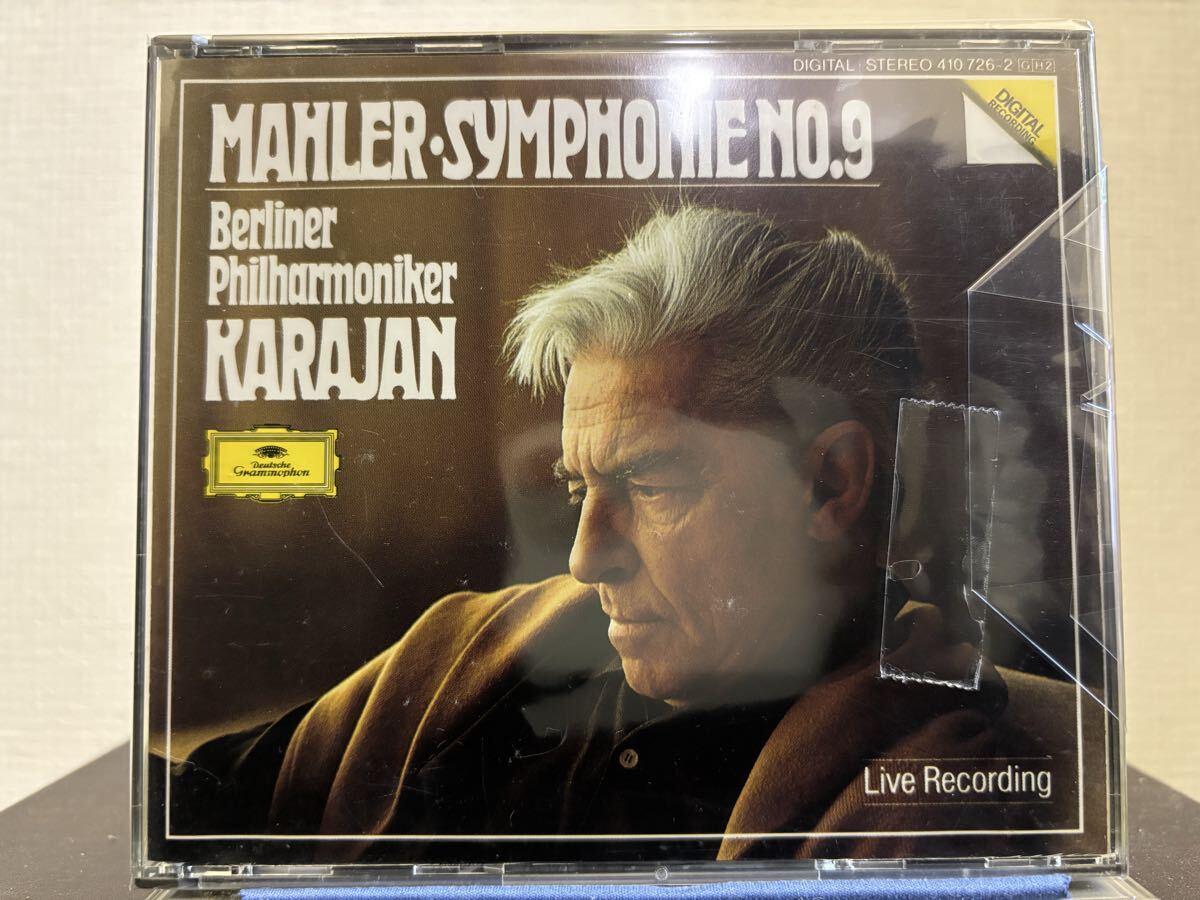 DIGITAL STEREO 410 726-2 GH2
MAHLER·SYMPHONIE NO.9
DIGITAL
RECORDING
Berliner
Philharmoniker
KARAJAN
Deutsche
Grammophon
Live Recording